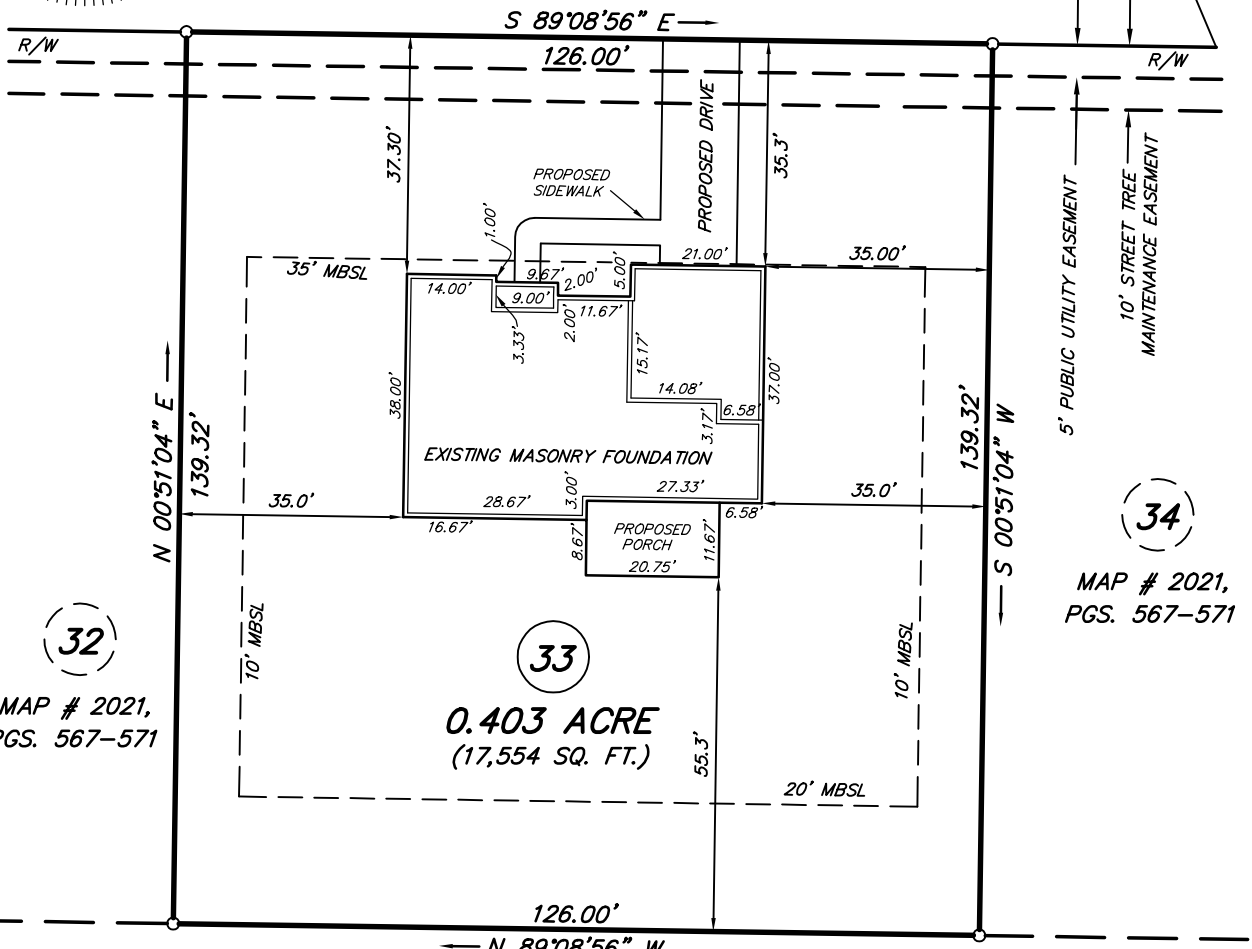 S 89°08'56" E
R/W
126.00'
R/W
37.30'
PROPOSED DRIVE
35.3'
PROPOSED
SIDEWALK
5' PUBLIC UTILITY EASEMENT
10' STREET TREE
MAINTENANCE EASEMENT
1.00'
35' MBSL
9.67'
2.00'
5.00'
21.00'
35.00'
14.00'
9.00'
2.00'
11.67'
3.33'
15.17'
14.08'
6.58'
3.17'
37.00'
38.00'
N 00°51'04" E
139.32'
139.32'
S 00°51'04" W
EXISTING MASONRY FOUNDATION
28.67'
3.00'
27.33'
35.0'
35.0'
16.67'
8.67'
PROPOSED
PORCH
20.75'
11.67'
6.58'
34
MAP # 2021,
PGS. 567-571
32
MAP # 2021,
PGS. 567-571
10' MBSL
10' MBSL
33
0.403 ACRE
(17,554 SQ. FT.)
55.3'
20' MBSL
126.00'
N 89°08'56" W